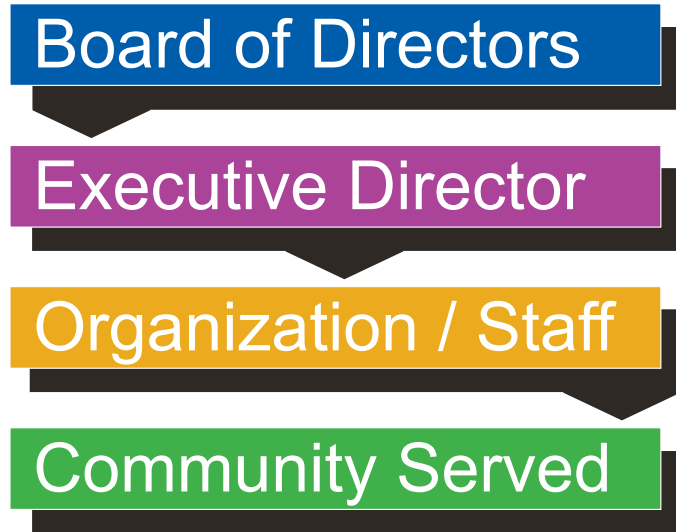 Board of Directors
Executive Director
Organization / Staff
Community Served